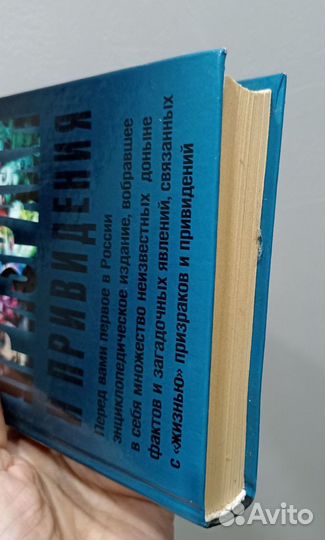 И ПРИВИДЕНИЯ
Перед вами первое в России
энциклопедическое издание, вобравшее
в себя множество неизвестных доныне
фактов и загадочных явлений, связанных
с «жизнью» призраков и привидений
Avito